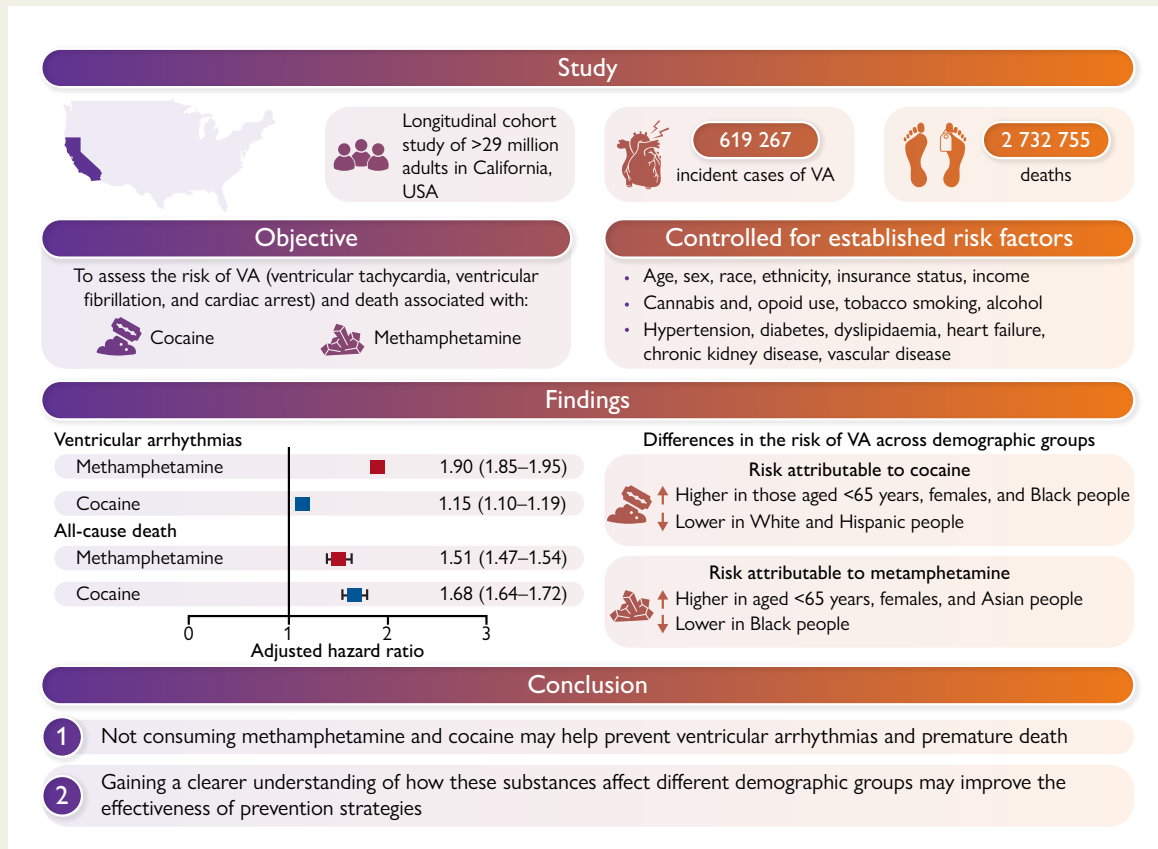 Study
Longitudinal cohort
study of >29 million
adults in California,
USA
619 267
incident cases of VA
2 732 755
deaths
Objective
To assess the risk of VA (ventricular tachycardia, ventricular
fibrillation, and cardiac arrest) and death associated with:
Cocaine
Methamphetamine
Controlled for established risk factors
• Age, sex, race, ethnicity, insurance status, income
• Cannabis and, opoid use, tobacco smoking, alcohol
• Hypertension, diabetes, dyslipidaemia, heart failure,
chronic kidney disease, vascular disease
Findings
Ventricular arrhythmias
Methamphetamine 1.90 (1.85–1.95)
Cocaine 1.15 (1.10–1.19)
All-cause death
Methamphetamine 1.51 (1.47–1.54)
Cocaine 1.68 (1.64–1.72)
0 1 2 3
Adjusted hazard ratio
Differences in the risk of VA across demographic groups
Risk attributable to cocaine
↑ Higher in those aged <65 years, females, and Black people
↓ Lower in White and Hispanic people
Risk attributable to metamphetamine
↑ Higher in aged <65 years, females, and Asian people
↓ Lower in Black people
Conclusion
1 Not consuming methamphetamine and cocaine may help prevent ventricular arrhythmias and premature death
2 Gaining a clearer understanding of how these substances affect different demographic groups may improve the
effectiveness of prevention strategies